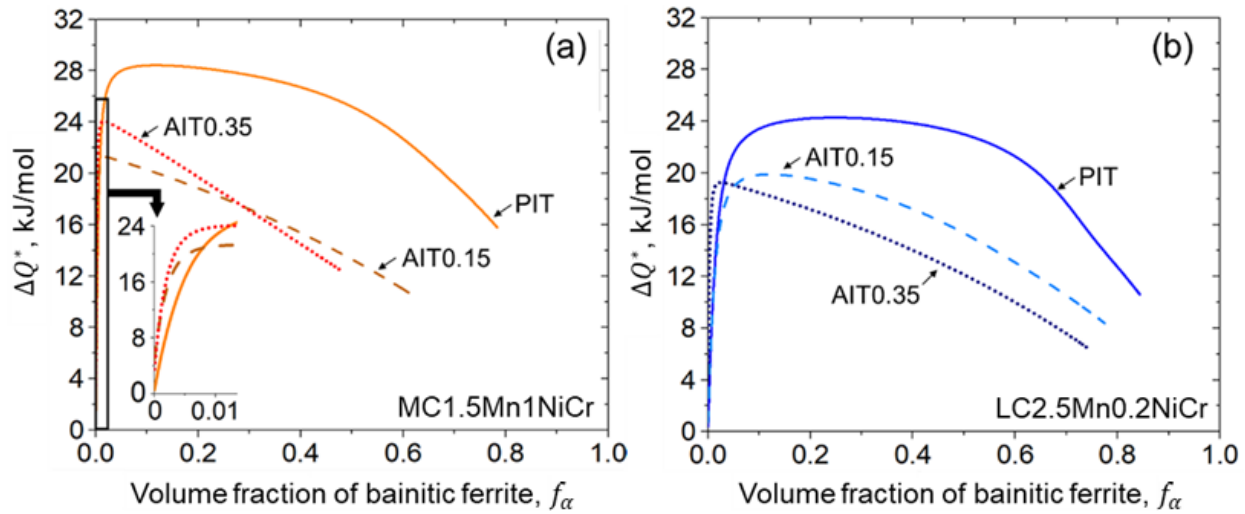 (a)
32
28
24
20
16
12
8
4
0
ΔQ*, kJ/mol
AIT0.35
PIT
AIT0.15
24
16
8
0
0 0.01
MC1.5Mn1NiCr
0.0 0.2 0.4 0.6 0.8 1.0
Volume fraction of bainitic ferrite, fα
(b)
32
28
24
20
16
12
8
4
0
ΔQ*, kJ/mol
AIT0.15
PIT
AIT0.35
LC2.5Mn0.2NiCr
0.0 0.2 0.4 0.6 0.8 1.0
Volume fraction of bainitic ferrite, fα